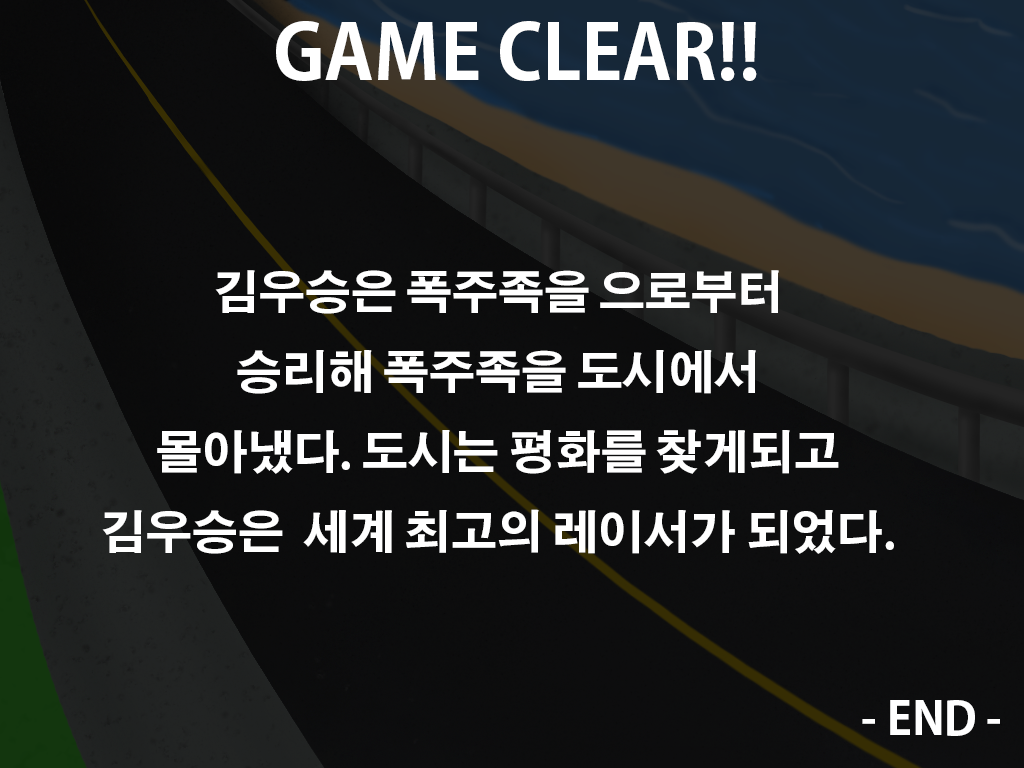 GAME CLEAR!!
김우승은 폭주족을 으로부터
승리해 폭주족을 도시에서
몰아냈다. 도시는 평화를 찾게되고
김우승은 세계 최고의 레이서가 되었다.
- END -